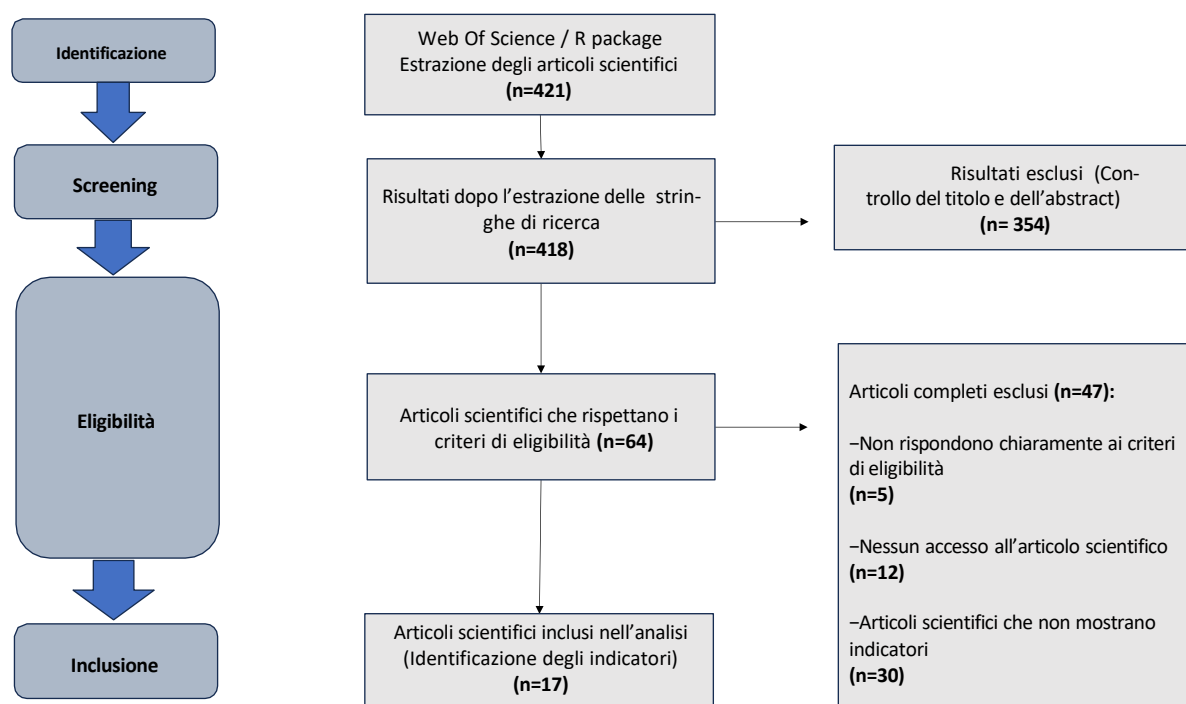 Identificazione
Web Of Science / R package
Estrazione degli articoli scientifici
(n=421)
Screening
Risultati dopo l’estrazione delle strin-
ghe di ricerca
(n=418)
Risultati esclusi (Con-
trollo del titolo e dell’abstract)
(n= 354)
Eligibilità
Articoli scientifici che rispettano i
criteri di eligibilità (n=64)
Articoli completi esclusi (n=47):
−Non rispondono chiaramente ai criteri
di eligibilità
(n=5)
−Nessun accesso all’articolo scientifico
(n=12)
−Articoli scientifici che non mostrano
indicatori
(n=30)
Inclusione
Articoli scientifici inclusi nell’analisi
(Identificazione degli indicatori)
(n=17)